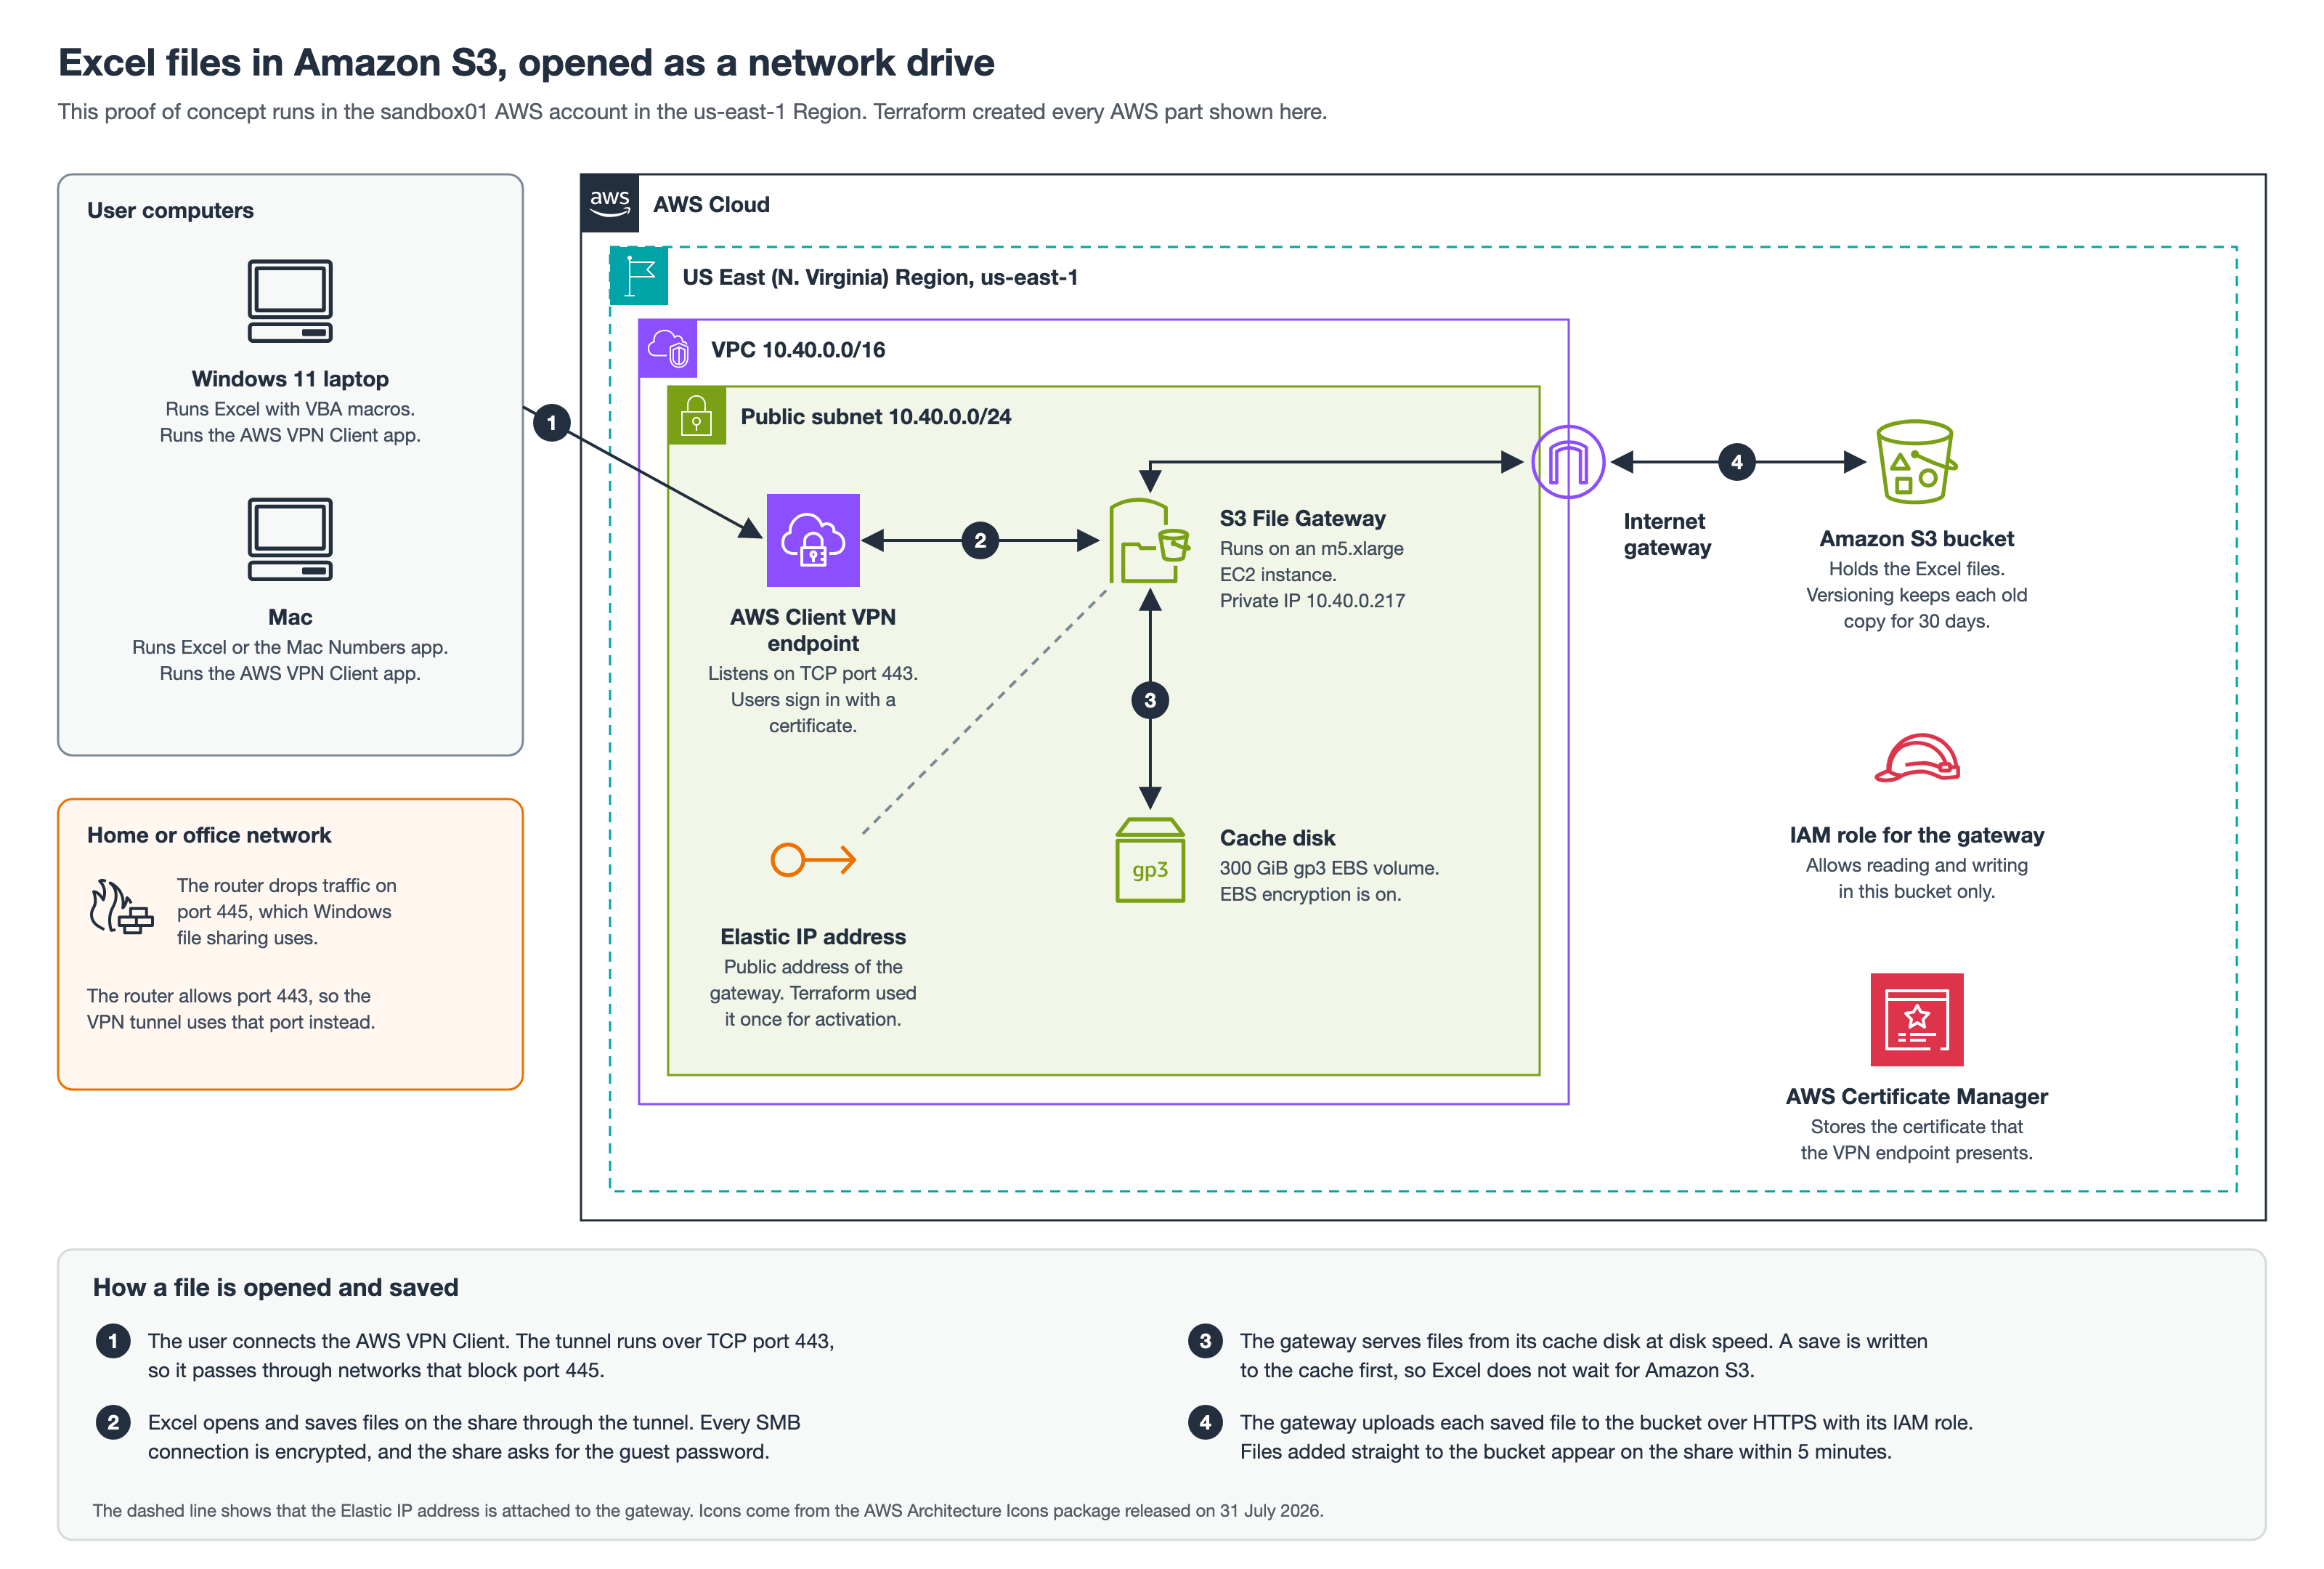 Excel files in Amazon S3, opened as a network drive
This proof of concept runs in the sandbox01 AWS account in the us-east-1 Region. Terraform created every AWS part shown here.
User computers
Windows 11 laptop
Runs Excel with VBA macros.
Runs the AWS VPN Client app.
Mac
Runs Excel or the Mac Numbers app.
Runs the AWS VPN Client app.
Home or office network
The router drops traffic on
port 445, which Windows
file sharing uses.
The router allows port 443, so the
VPN tunnel uses that port instead.
1
aws
AWS Cloud
US East (N. Virginia) Region, us-east-1
VPC 10.40.0.0/16
Public subnet 10.40.0.0/24
AWS Client VPN
endpoint
Listens on TCP port 443.
Users sign in with a
certificate.
2
S3 File Gateway
Runs on an m5.xlarge
EC2 instance.
Private IP 10.40.0.217
3
gp3
Cache disk
300 GiB gp3 EBS volume.
EBS encryption is on.
Elastic IP address
Public address of the
gateway. Terraform used
it once for activation.
Internet
gateway
4
Amazon S3 bucket
Holds the Excel files.
Versioning keeps each old
copy for 30 days.
IAM role for the gateway
Allows reading and writing
in this bucket only.
AWS Certificate Manager
Stores the certificate that
the VPN endpoint presents.
How a file is opened and saved
1
The user connects the AWS VPN Client. The tunnel runs over TCP port 443,
so it passes through networks that block port 445.
2
Excel opens and saves files on the share through the tunnel. Every SMB
connection is encrypted, and the share asks for the guest password.
3
The gateway serves files from its cache disk at disk speed. A save is written
to the cache first, so Excel does not wait for Amazon S3.
4
The gateway uploads each saved file to the bucket over HTTPS with its IAM role.
Files added straight to the bucket appear on the share within 5 minutes.
The dashed line shows that the Elastic IP address is attached to the gateway. Icons come from the AWS Architecture Icons package released on 31 July 2026.